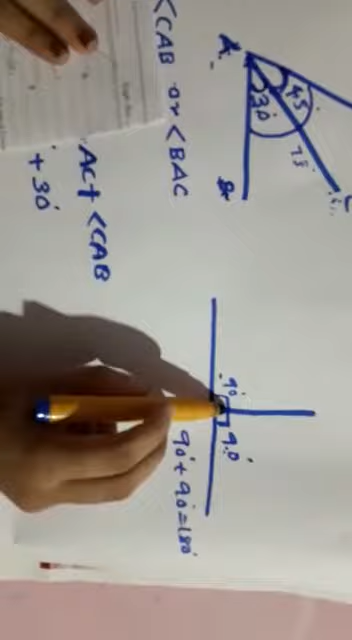 A
45°
30°
75°
B
<CAB or <BAC
AC + <CAB
+ 30°
90°
90°
90° + 90° = 180°